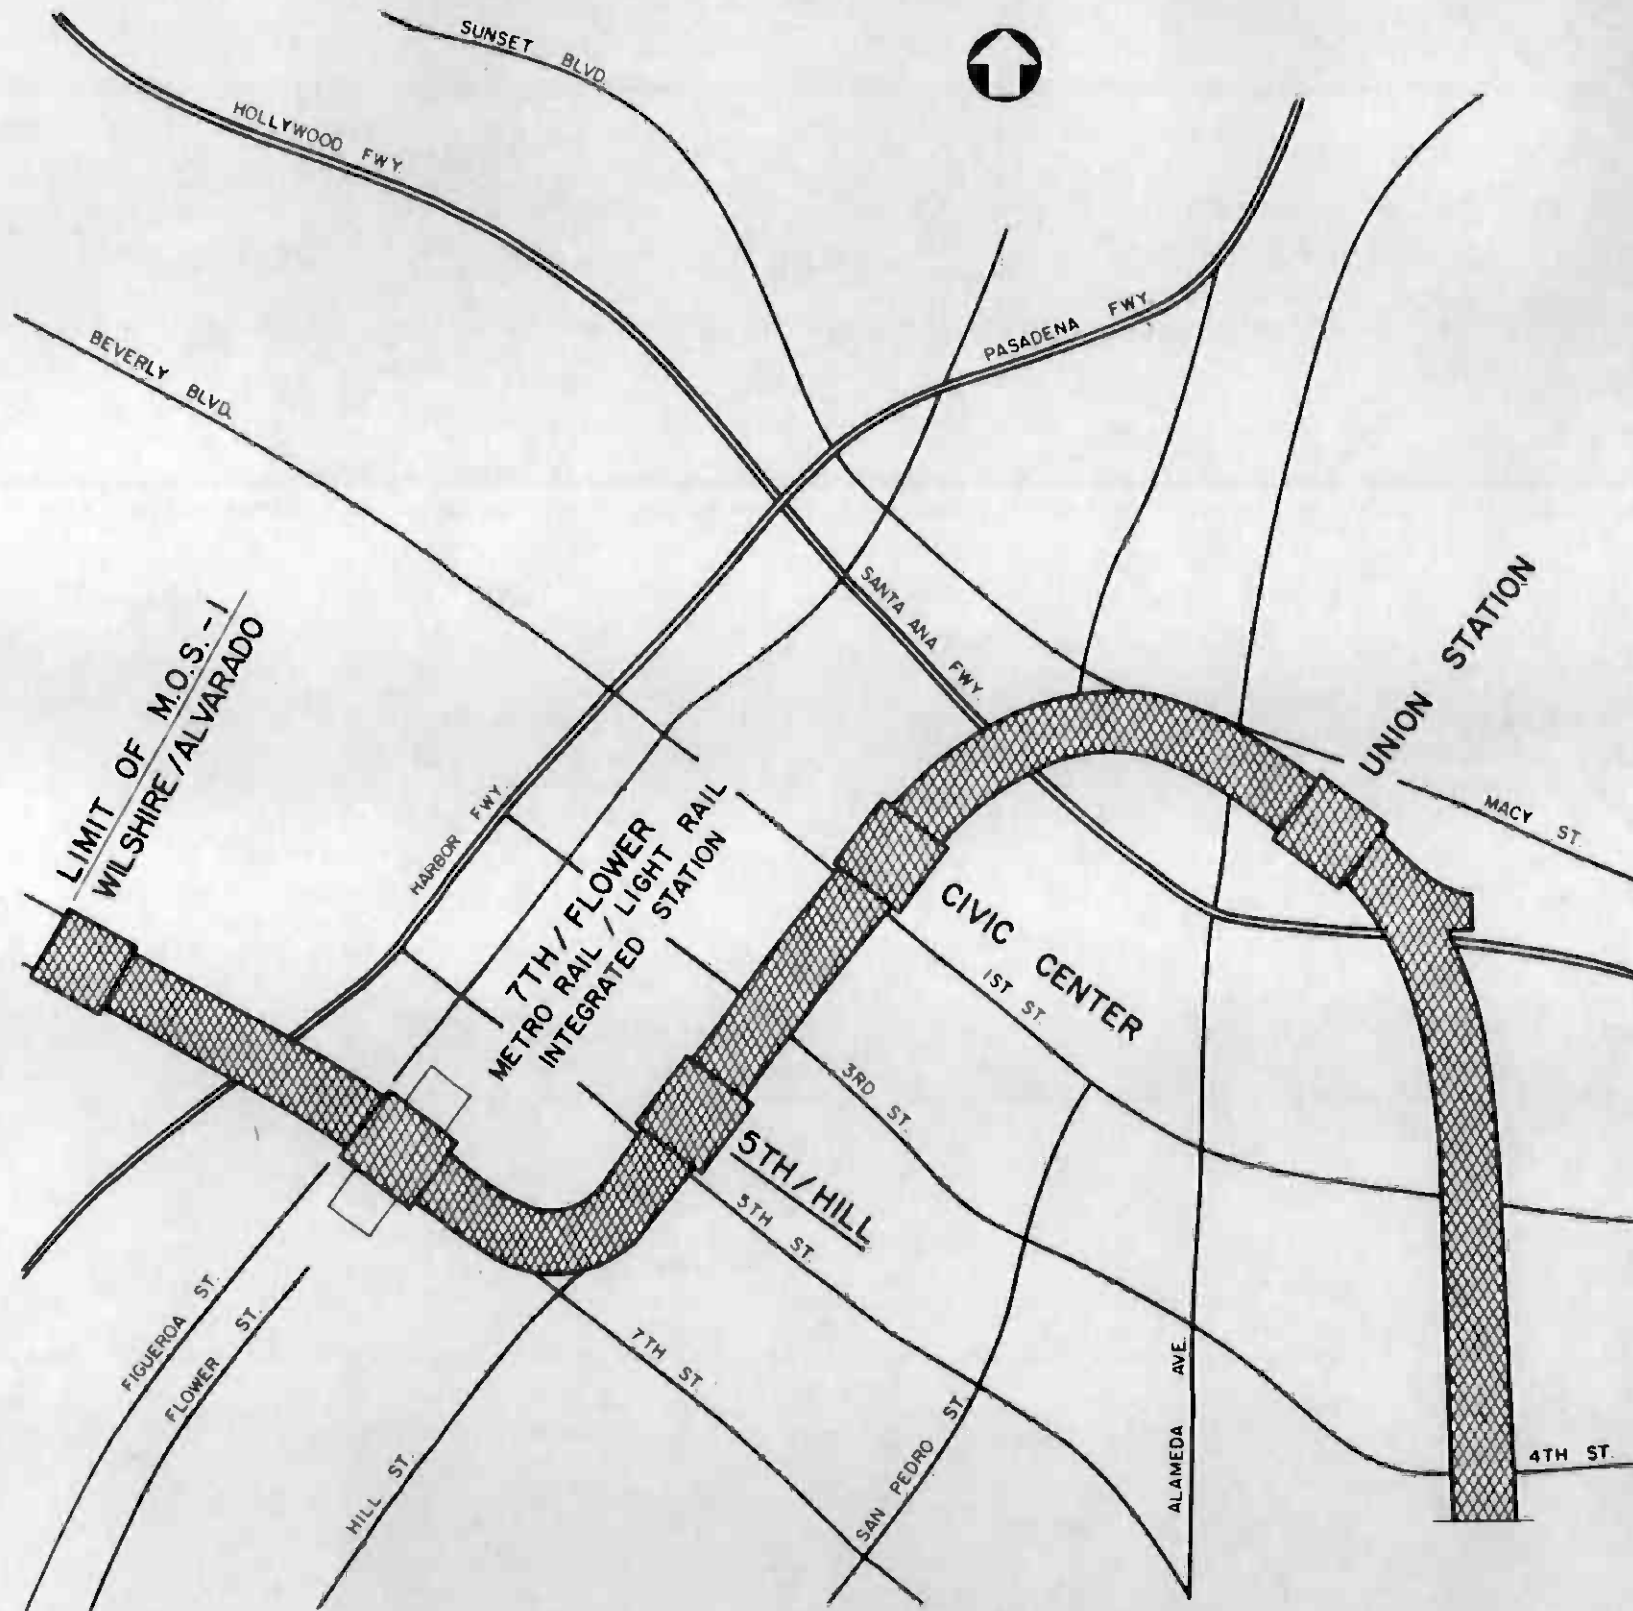 SUNSET BLVD.
HOLLYWOOD FWY.
BEVERLY BLVD.
PASADENA FWY.
SANTA ANA FWY.
UNION STATION
MACY ST.
LIMIT OF M.O.S.-1
WILSHIRE/ALVARADO
HARBOR FWY.
7TH/FLOWER
METRO RAIL/LIGHT RAIL
INTEGRATED STATION
CIVIC CENTER
1ST ST.
3RD ST.
5TH/HILL
5TH ST.
7TH ST.
FIGUEROA ST.
FLOWER ST.
HILL ST.
SAN PEDRO ST.
ALAMEDA AVE.
4TH ST.